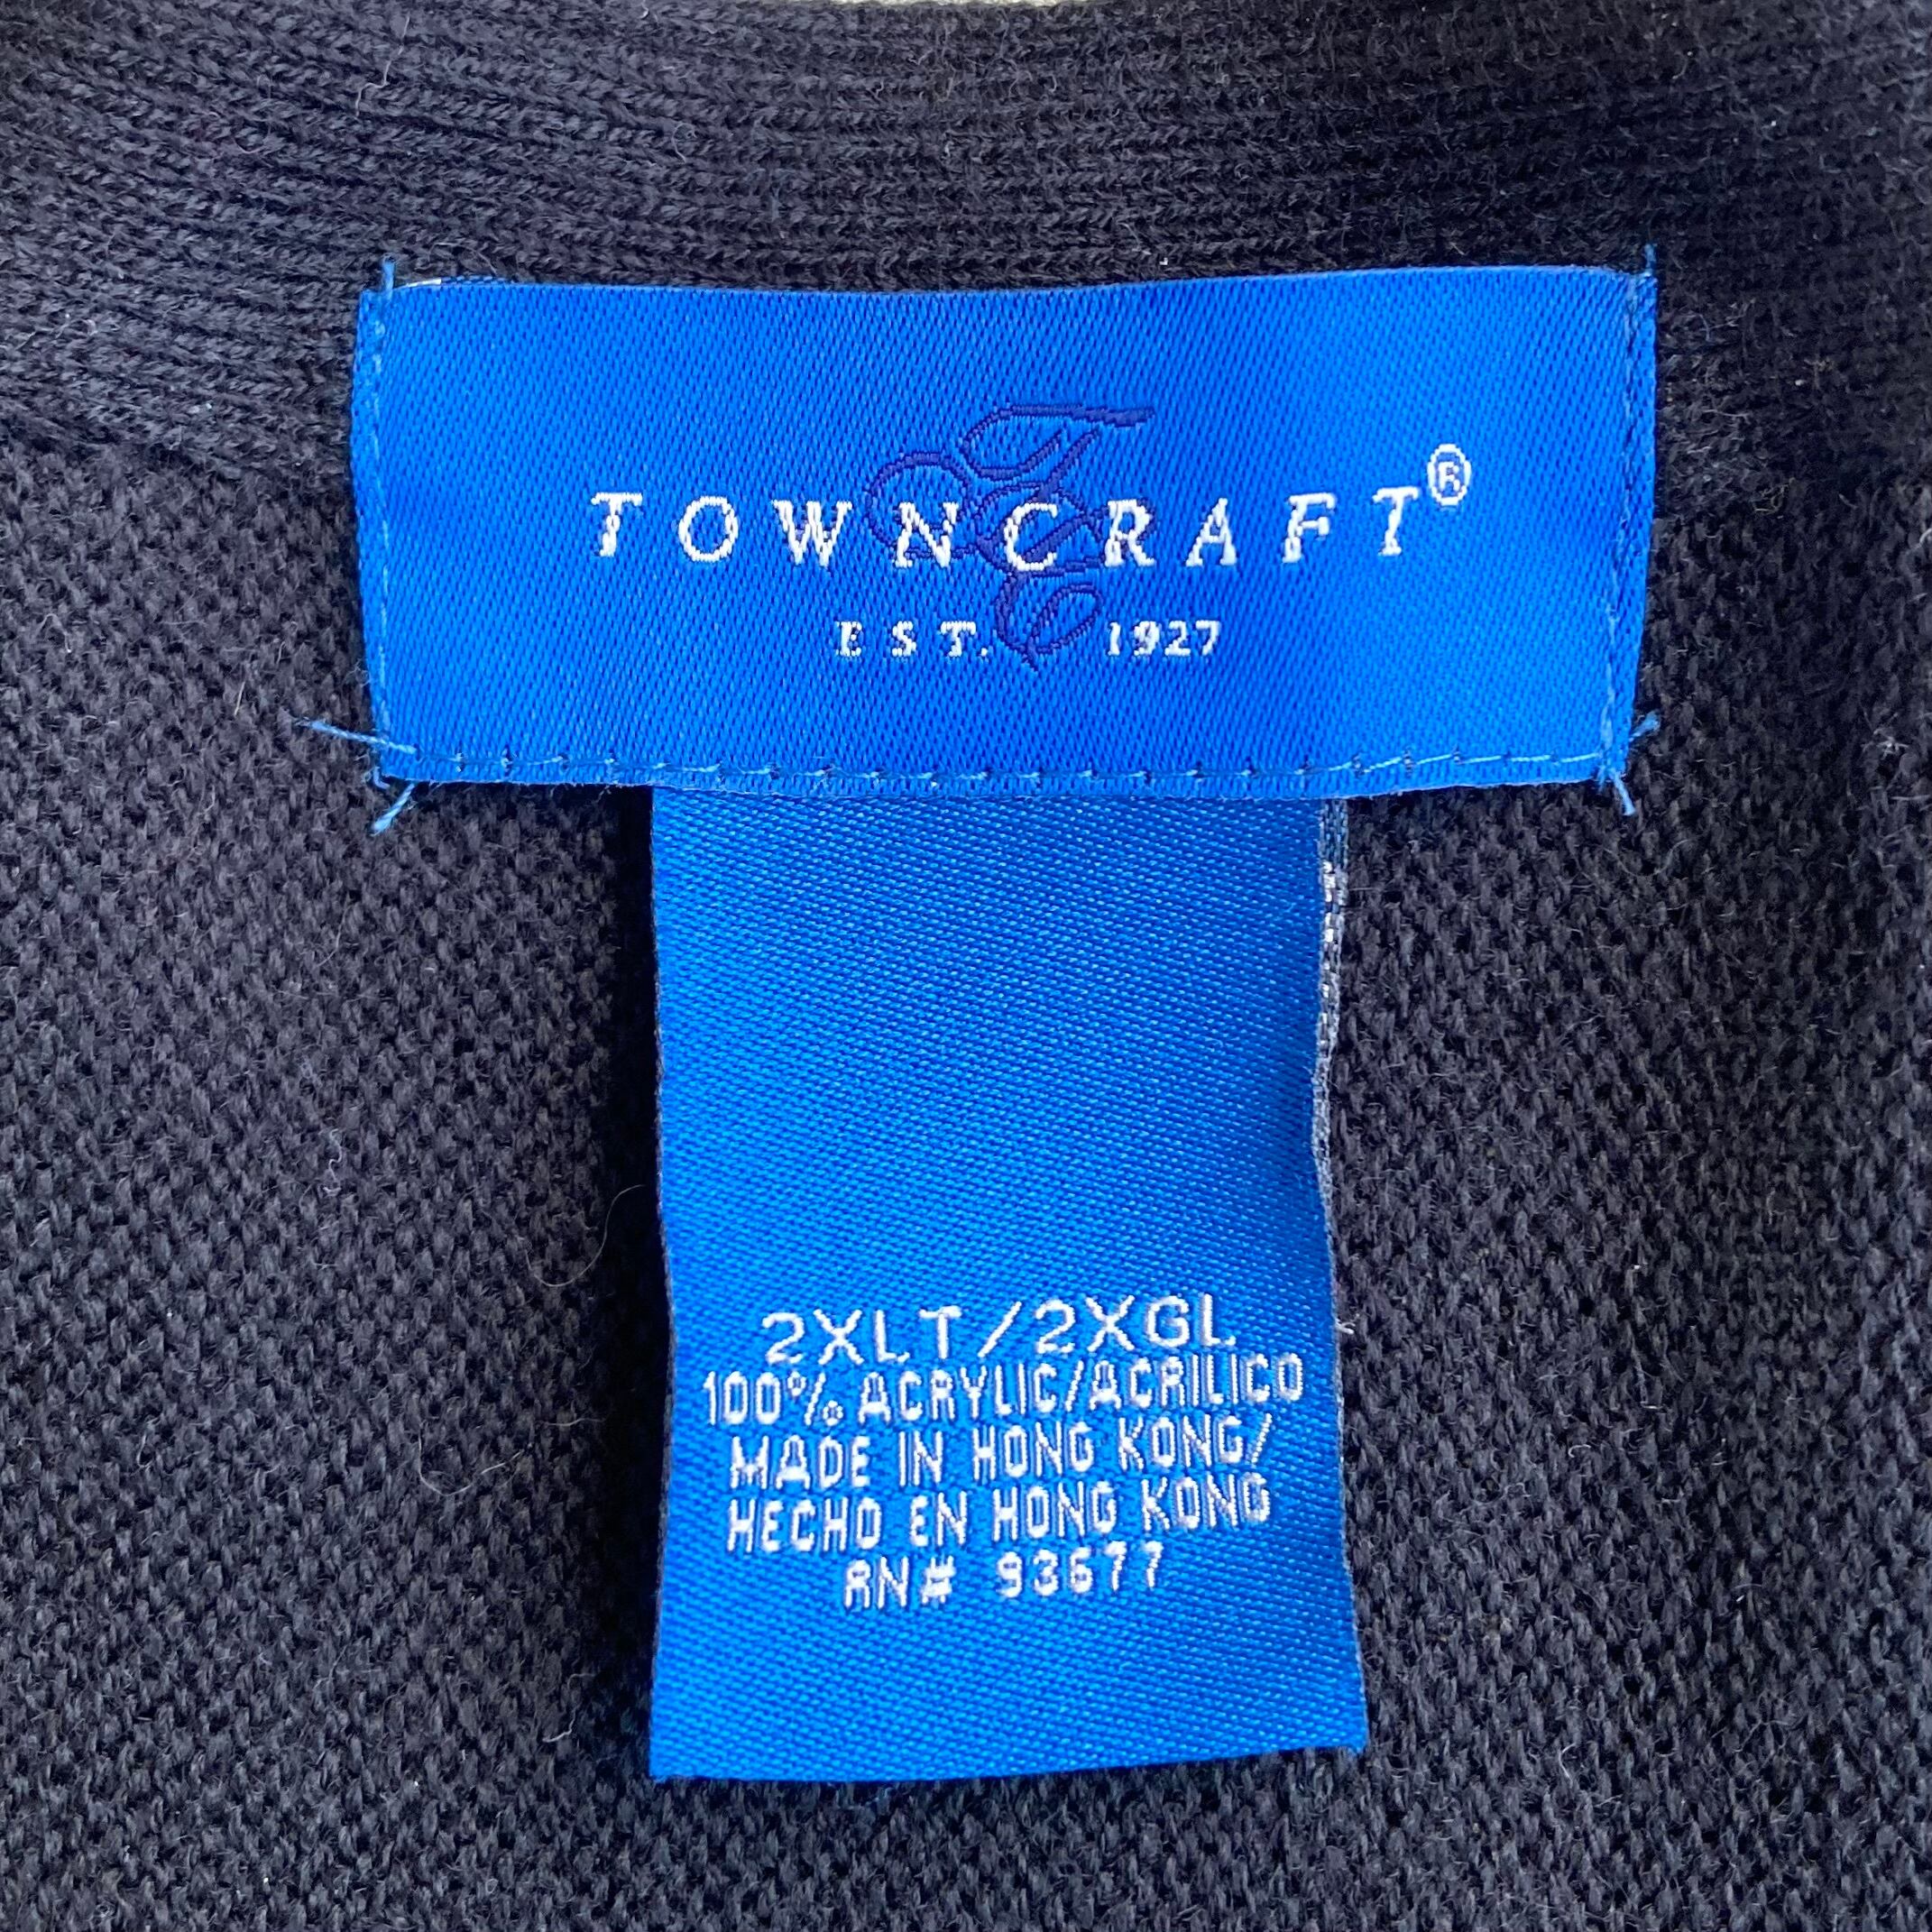 TOWNCRAFT®
EST. 1927
2XLT/2XGL
100% ACRYLIC/ACRILICO
MADE IN HONG KONG/
HECHO EN HONG KONG
RN# 93677